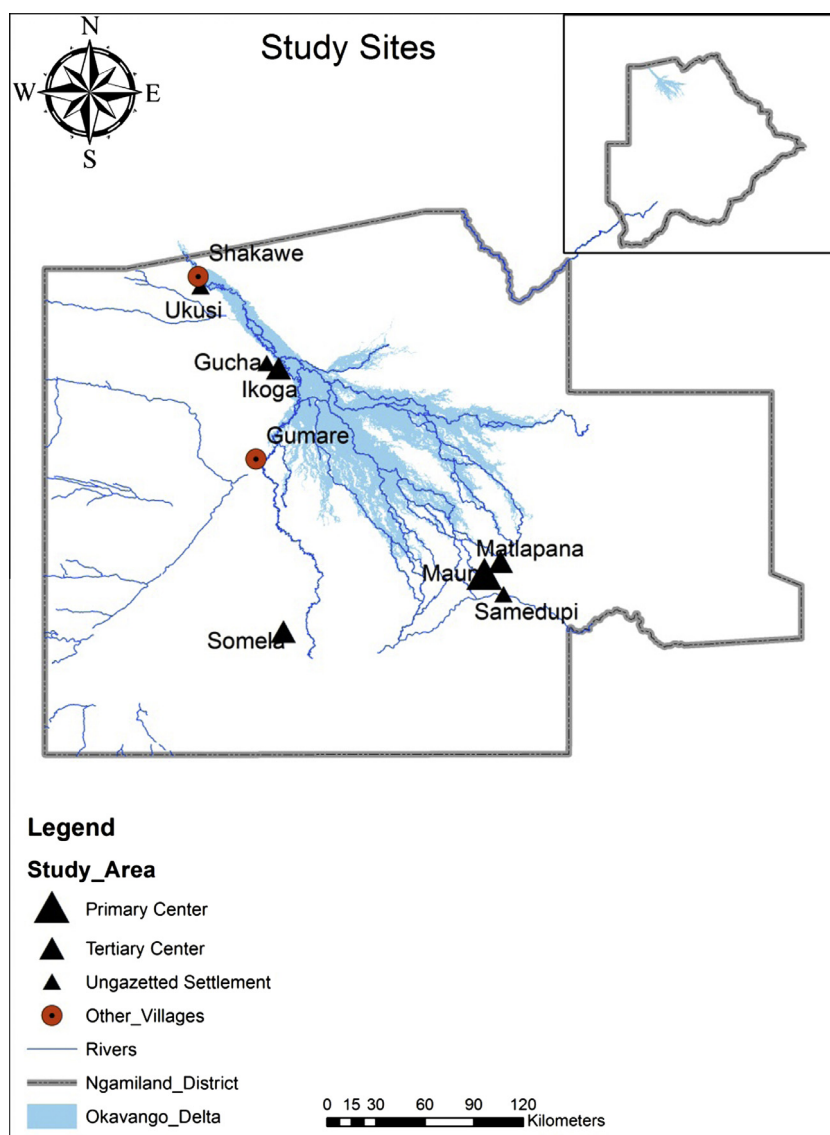 Study Sites
N
W E
S
Shakawe
Ukusi
Gucha
Ikoga
Gumare
Matlapana
Maun
Samedupi
Somela
Legend
Study_Area
Primary Center
Tertiary Center
Ungazetted Settlement
Other_Villages
Rivers
Ngamiland_District
Okavango_Delta
0 15 30 60 90 120
Kilometers